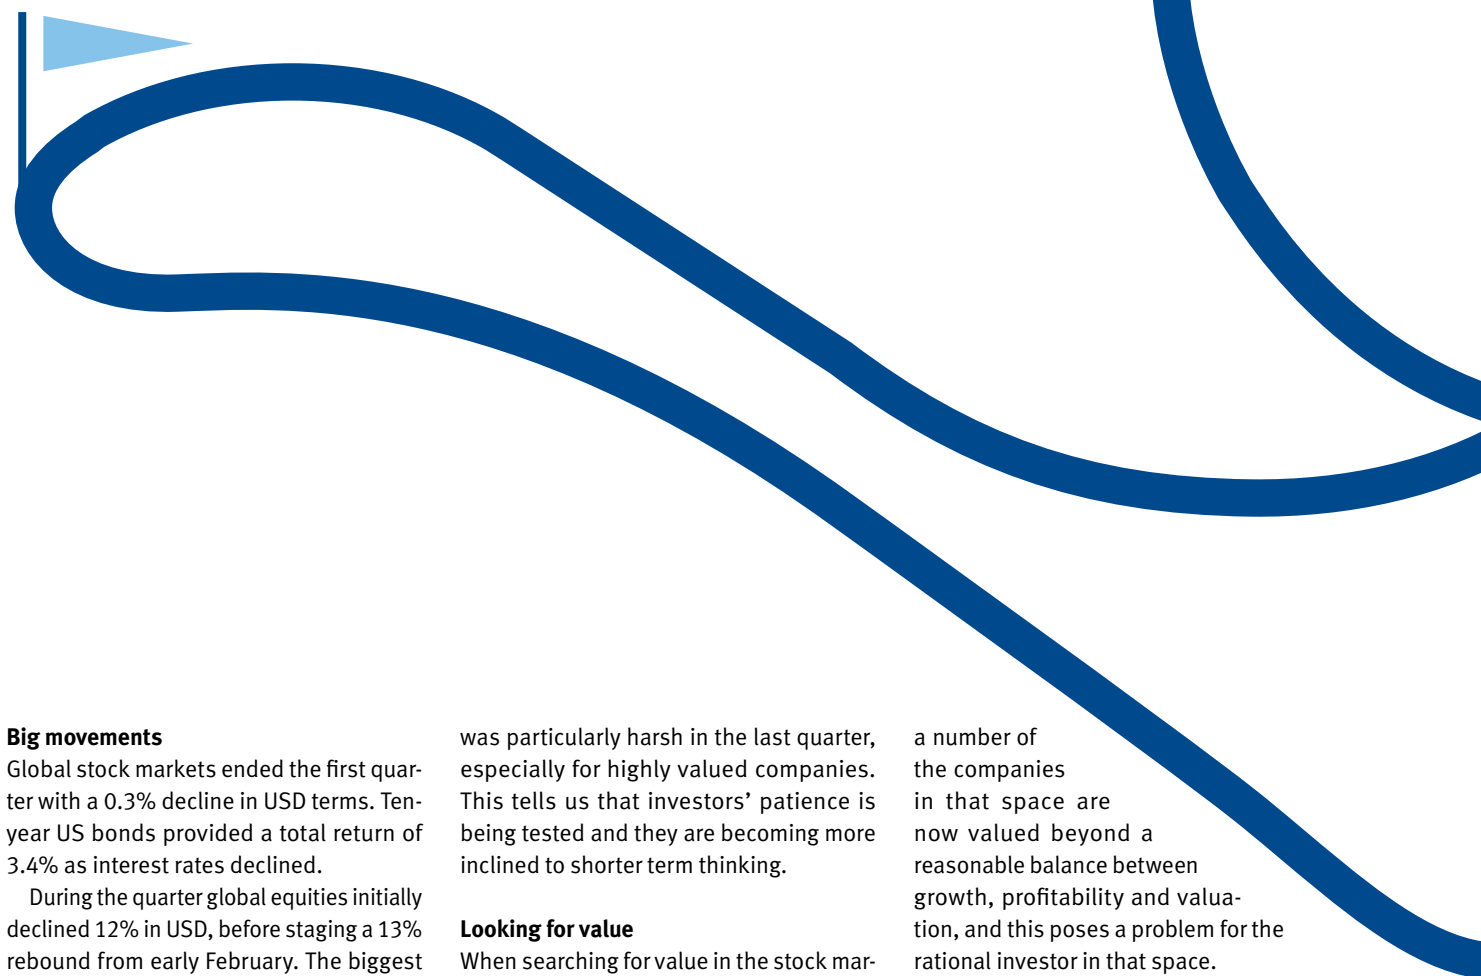 Big movements
Global stock markets ended the first quar-
ter with a 0.3% decline in USD terms. Ten-
year US bonds provided a total return of
3.4% as interest rates declined.
During the quarter global equities initially
declined 12% in USD, before staging a 13%
rebound from early February. The biggest
was particularly harsh in the last quarter,
especially for highly valued companies.
This tells us that investors’ patience is
being tested and they are becoming more
inclined to shorter term thinking.
Looking for value
When searching for value in the stock mar-
a number of
the companies
in that space are
now valued beyond a
reasonable balance between
growth, profitability and valua-
tion, and this poses a problem for the
rational investor in that space.